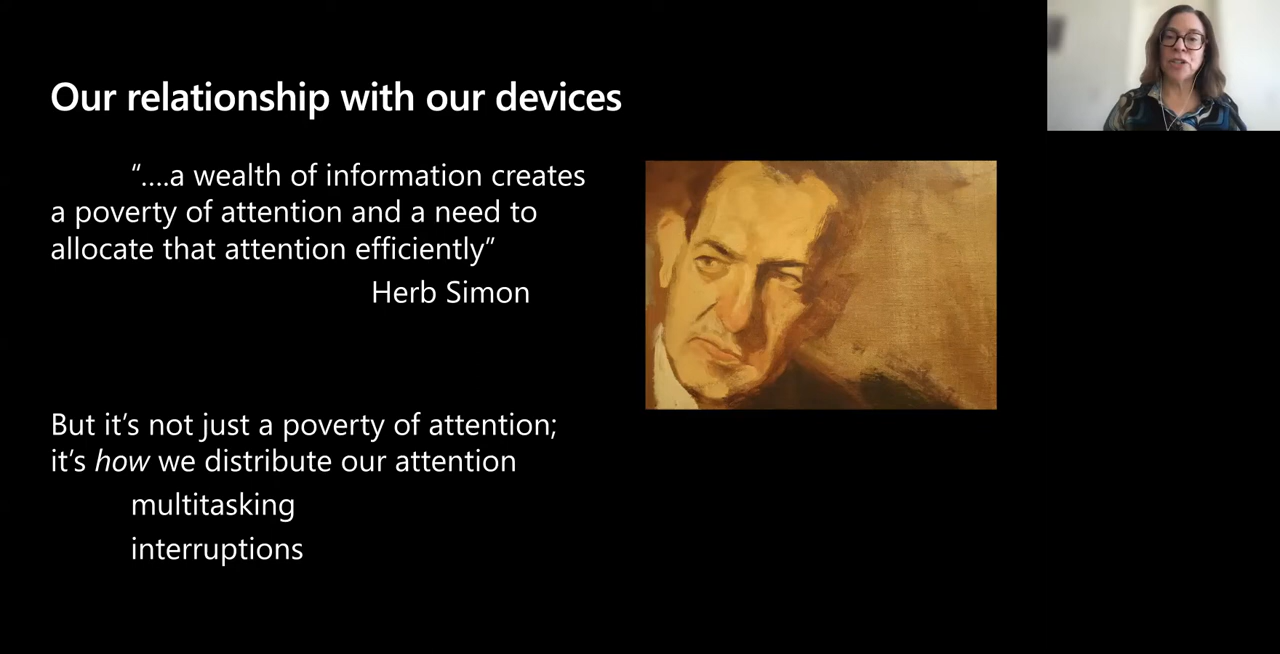 Our relationship with our devices
“....a wealth of information creates
a poverty of attention and a need to
allocate that attention efficiently”
Herb Simon
But it’s not just a poverty of attention;
it’s how we distribute our attention
multitasking
interruptions